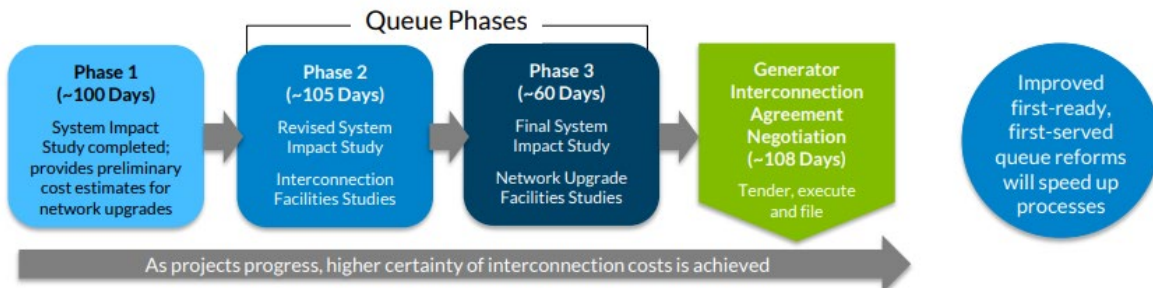 Queue Phases
Phase 1
(~100 Days)
System Impact
Study completed;
provides preliminary
cost estimates for
network upgrades
Phase 2
(~105 Days)
Revised System
Impact Study
Interconnection
Facilities Studies
Phase 3
(~60 Days)
Final System
Impact Study
Network Upgrade
Facilities Studies
Generator
Interconnection
Agreement
Negotiation
(~108 Days)
Tender, execute
and file
Improved
first-ready,
first-served
queue reforms
will speed up
processes
As projects progress, higher certainty of interconnection costs is achieved